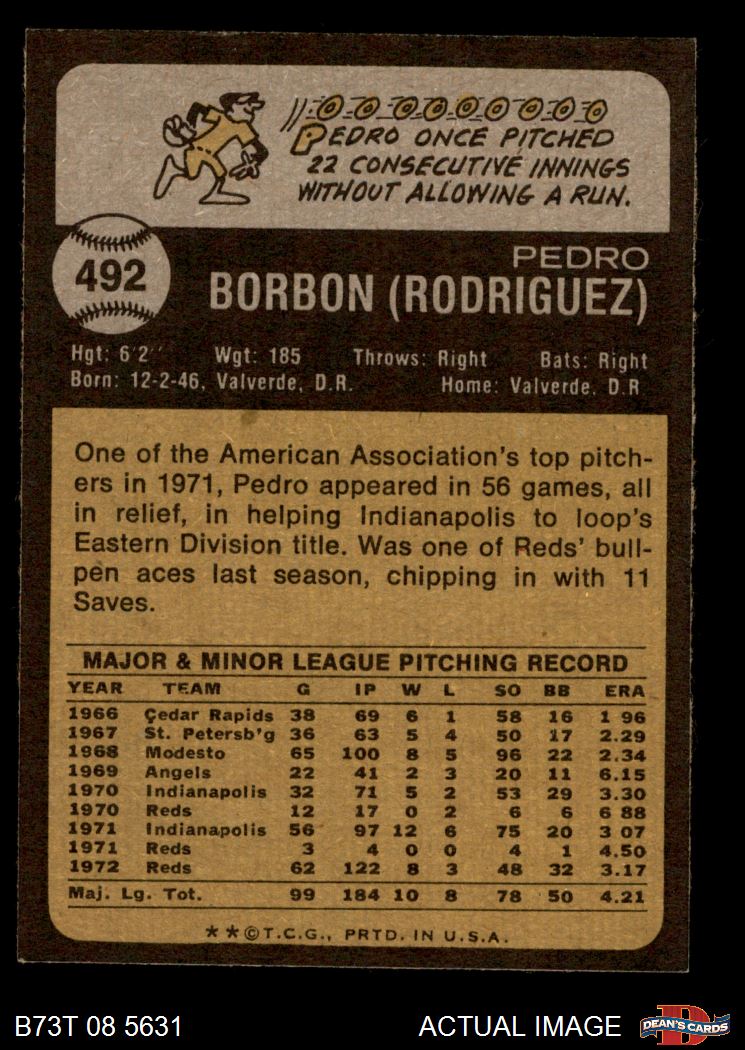 PEDRO ONCE PITCHED
22 CONSECUTIVE INNINGS
WITHOUT ALLOWING A RUN.
492
PEDRO
BORBON (RODRIGUEZ)
Hgt: 6'2" Wgt: 185 Throws: Right Bats: Right
Born: 12-2-46, Valverde, D.R. Home: Valverde. D.R
One of the American Association's top pitch-
ers in 1971, Pedro appeared in 56 games, all
in relief, in helping Indianapolis to loop's
Eastern Division title. Was one of Reds' bull-
pen aces last season, chipping in with 11
Saves.
MAJOR & MINOR LEAGUE PITCHING RECORD
YEAR TEAM G IP W L SO BB ERA
1966 Cedar Rapids 38 69 6 1 58 16 1 96
1967 St. Petersb'g 36 63 5 4 50 17 2.29
1968 Modesto 65 100 8 5 96 22 2.34
1969 Angels 22 41 2 3 20 11 6.15
1970 Indianapolis 32 71 5 2 53 29 3.30
1970 Reds 12 17 0 2 6 6 6 88
1971 Indianapolis 56 97 12 6 75 20 3 07
1971 Reds 3 4 0 0 4 1 4.50
1972 Reds 62 122 8 3 48 32 3.17
Maj. Lg. Tot. 99 184 10 8 78 50 4.21
**©T.C.G., PRTD. IN U.S.A.
B73T 08 5631 ACTUAL IMAGE DEAN'S CARDS